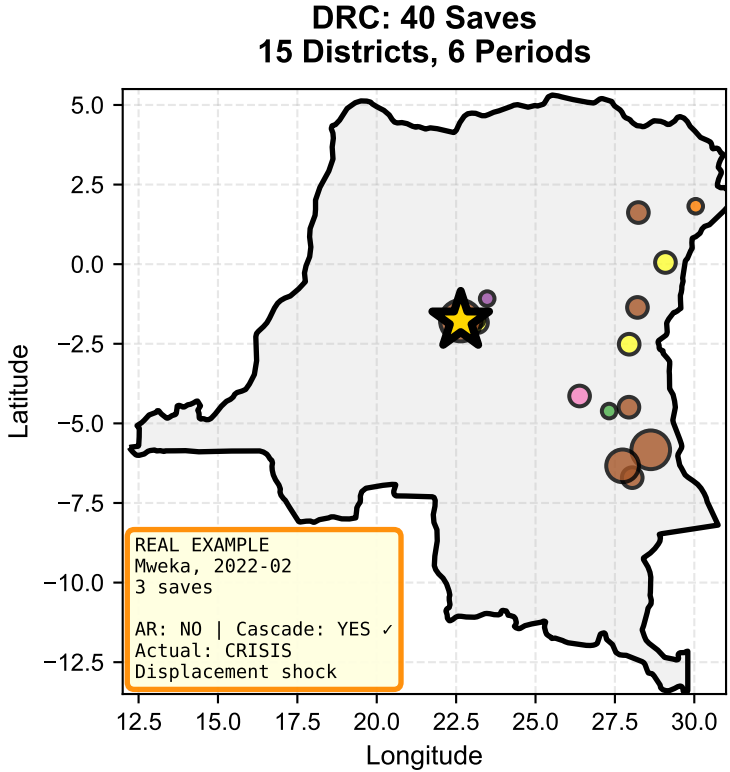 DRC: 40 Saves
15 Districts, 6 Periods
5.0
2.5
0.0
−2.5
−5.0
−7.5
−10.0
−12.5
Latitude
REAL EXAMPLE
Mweka, 2022-02
3 saves
AR: NO | Cascade: YES ✓
Actual: CRISIS
Displacement shock
12.5 15.0 17.5 20.0 22.5 25.0 27.5 30.0
Longitude